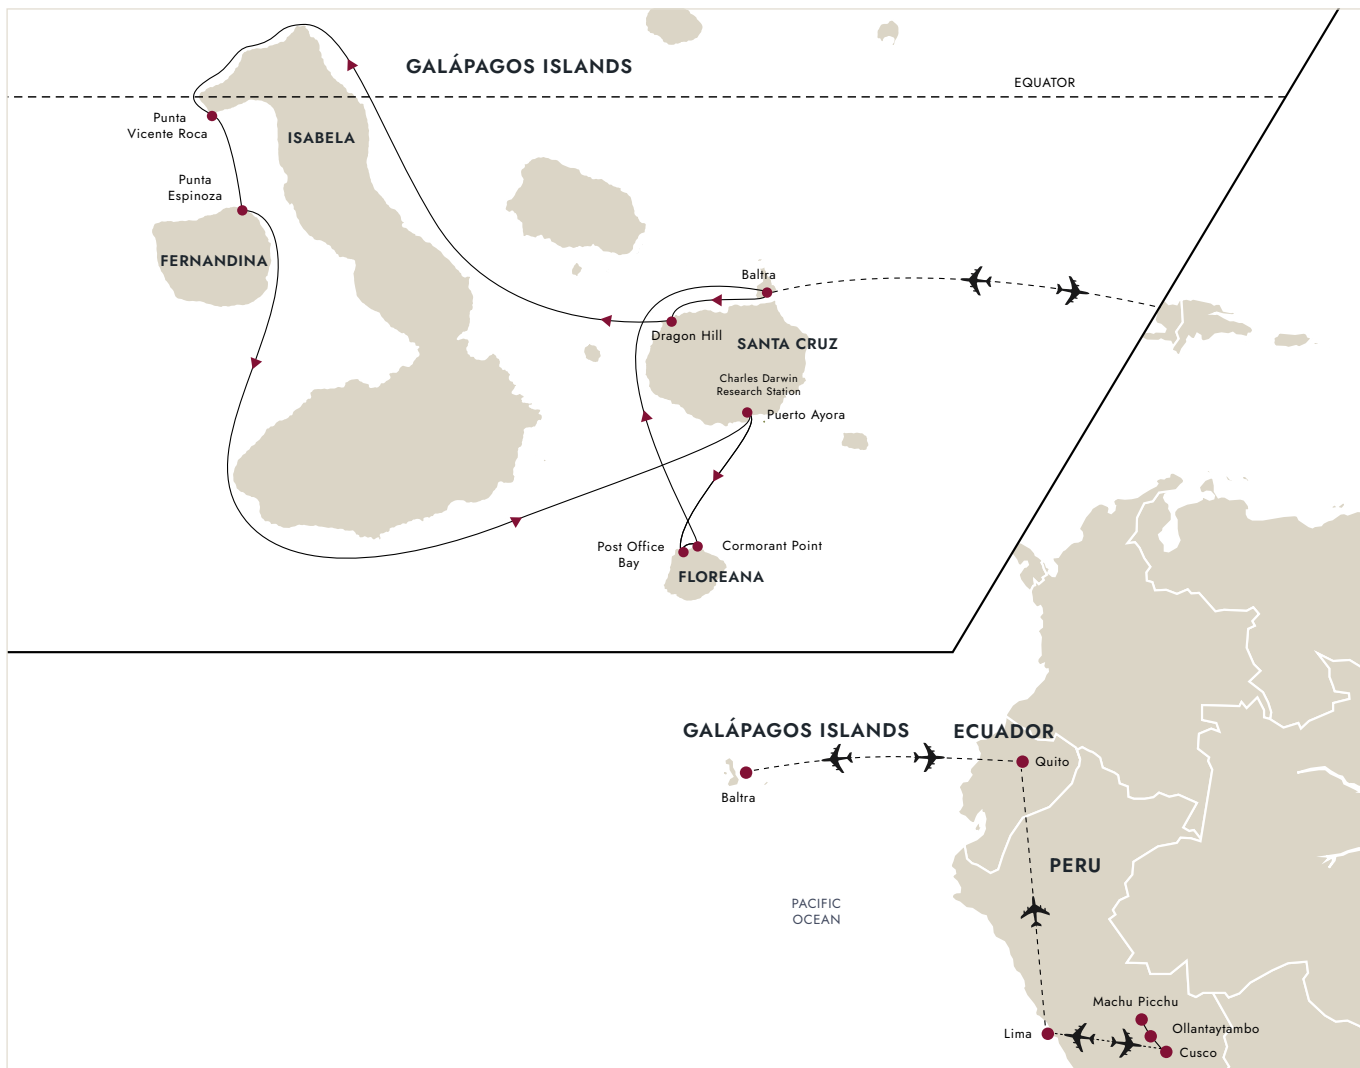 GALÁPAGOS ISLANDS
EQUATOR
Punta
Vicente Roca
ISABELA
Punta
Espinoza
FERNANDINA
Baltra
Dragon Hill
SANTA CRUZ
Charles Darwin
Research Station
Puerto Ayora
Post Office
Bay
Cormorant Point
FLOREANA
GALÁPAGOS ISLANDS
ECUADOR
Quito
Baltra
PERU
PACIFIC
OCEAN
Machu Picchu
Ollantaytambo
Lima
Cusco